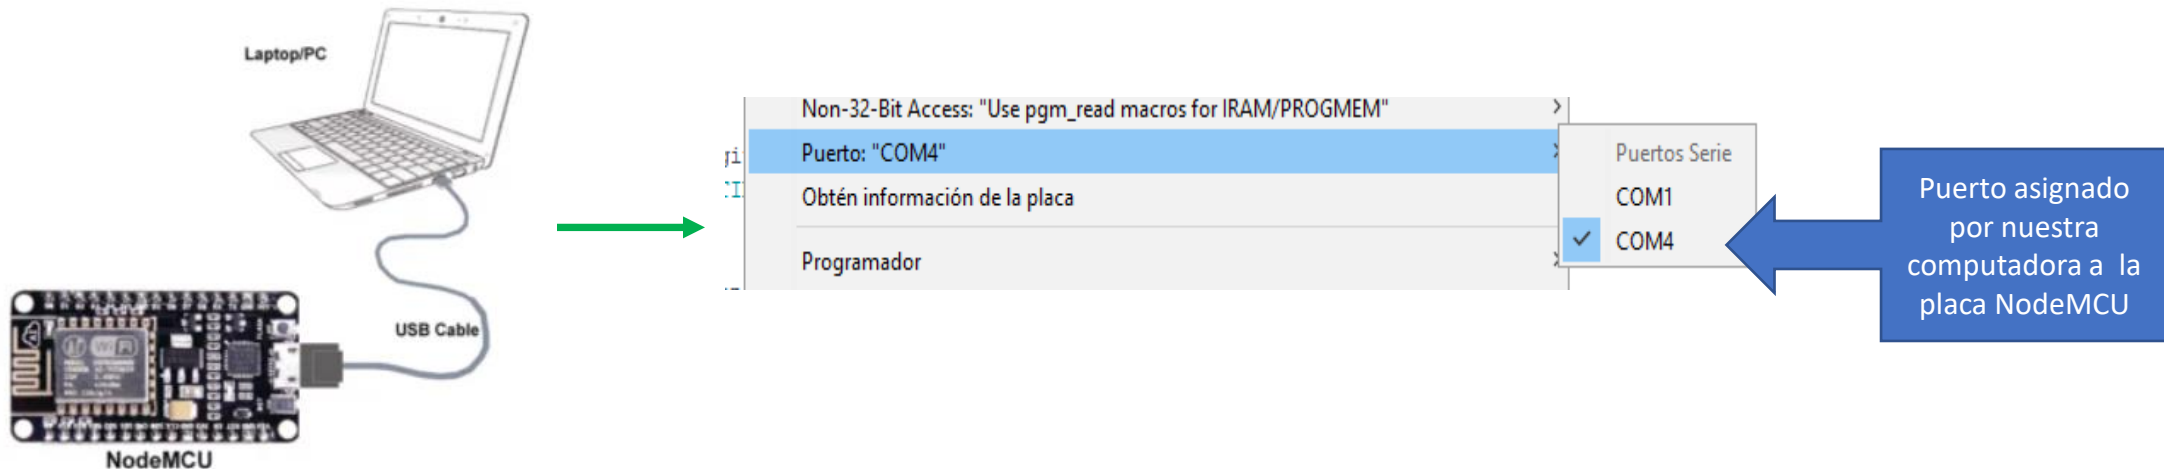 Laptop/PC
USB Cable
WiFi
NodeMCU
Non-32-Bit Access: "Use pgm_read macros for IRAM/PROGMEM"
Puerto: "COM4"
Obtén información de la placa
Programador
Puertos Serie
COM1
COM4
Puerto asignado
por nuestra
computadora a la
placa NodeMCU